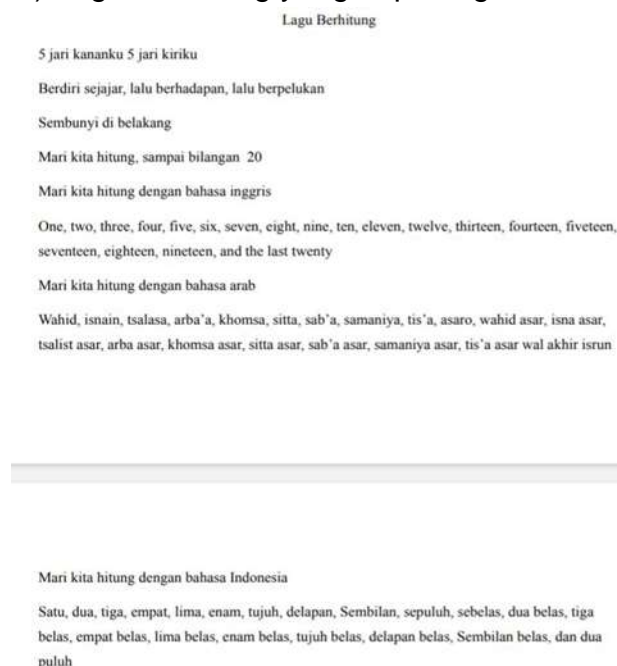 Lagu Berhitung
5 jari kananku 5 jari kiriku
Berdiri sejajar, lalu berhadapan, lalu berpelukan
Sembunyi di belakang
Mari kita hitung, sampai bilangan 20
Mari kita hitung dengan bahasa inggris
One, two, three, four, five, six, seven, eight, nine, ten, eleven, twelve, thirteen, fourteen, fiveteen,
seventeen, eighteen, nineteen, and the last twenty
Mari kita hitung dengan bahasa arab
Wahid, isnain, tsalasa, arba'a, khomsa, sitta, sab'a, samaniya, tis'a, asaro, wahid asar, isna asar,
tsalist asar, arba asar, khomsa asar, sitta asar, sab'a asar, samaniya asar, tis'a asar wal akhir isrun
Mari kita hitung dengan bahasa Indonesia
Satu, dua, tiga, empat, lima, enam, tujuh, delapan, Sembilan, sepuluh, sebelas, dua belas, tiga
belas, empat belas, lima belas, enam belas, tujuh belas, delapan belas, Sembilan belas, dan dua
puluh